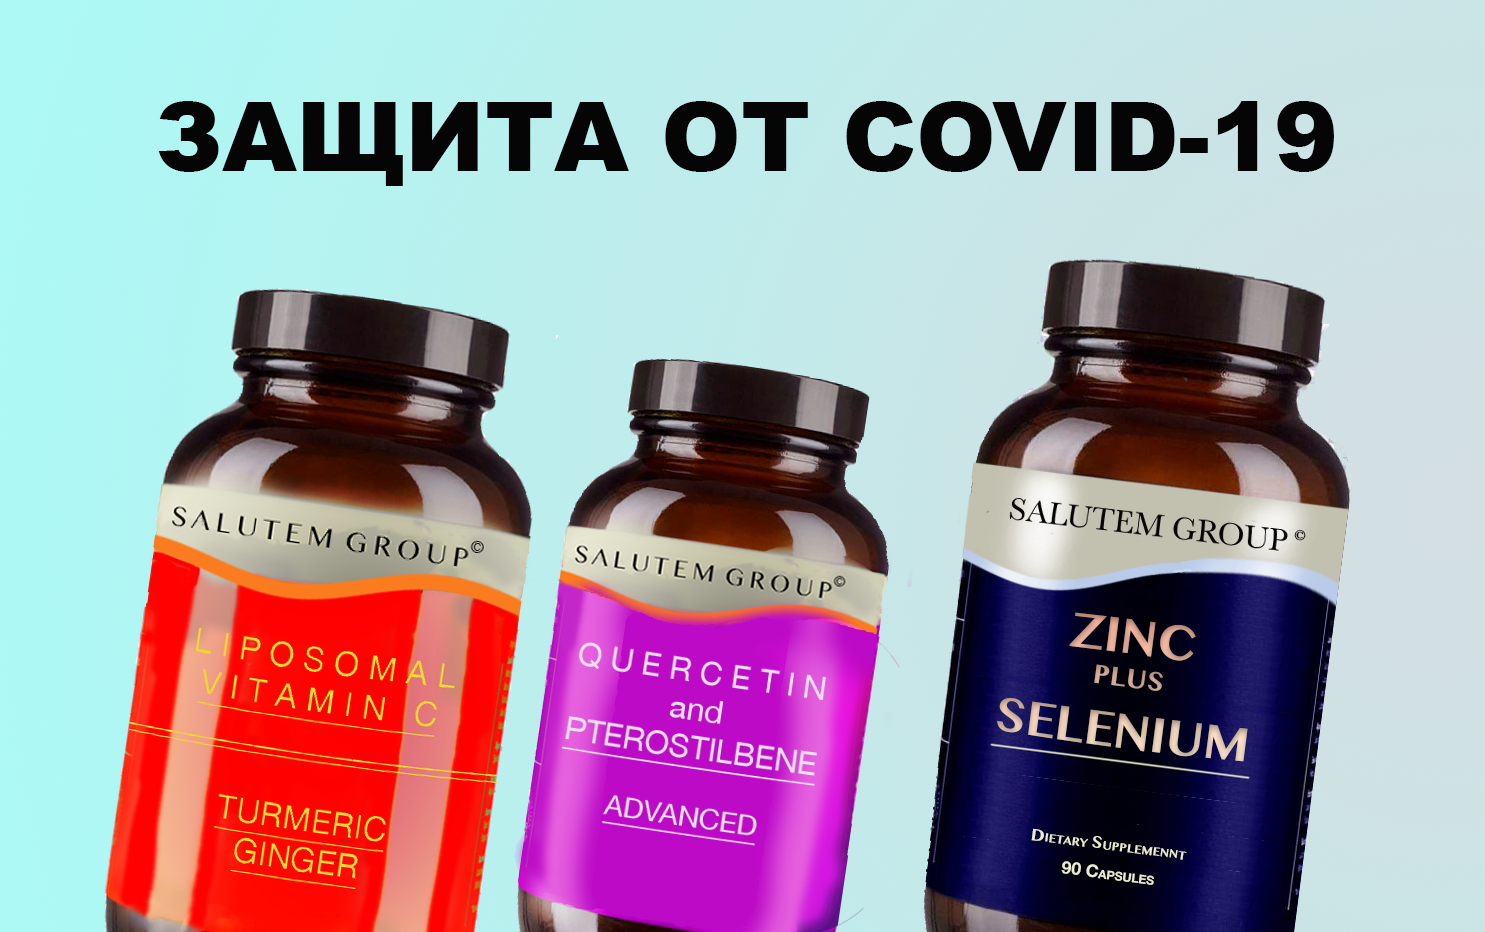 ЗАЩИТА ОТ COVID-19
SALUTEM GROUP©
LIPOSOMAL
VITAMIN C
TURMERIC
GINGER
SALUTEM GROUP©
QUERCETIN
and
PTEROSTILBENE
ADVANCED
SALUTEM GROUP©
ZINC
PLUS
SELENIUM
DIETARY SUPPLEMENNT
90 CAPSULES